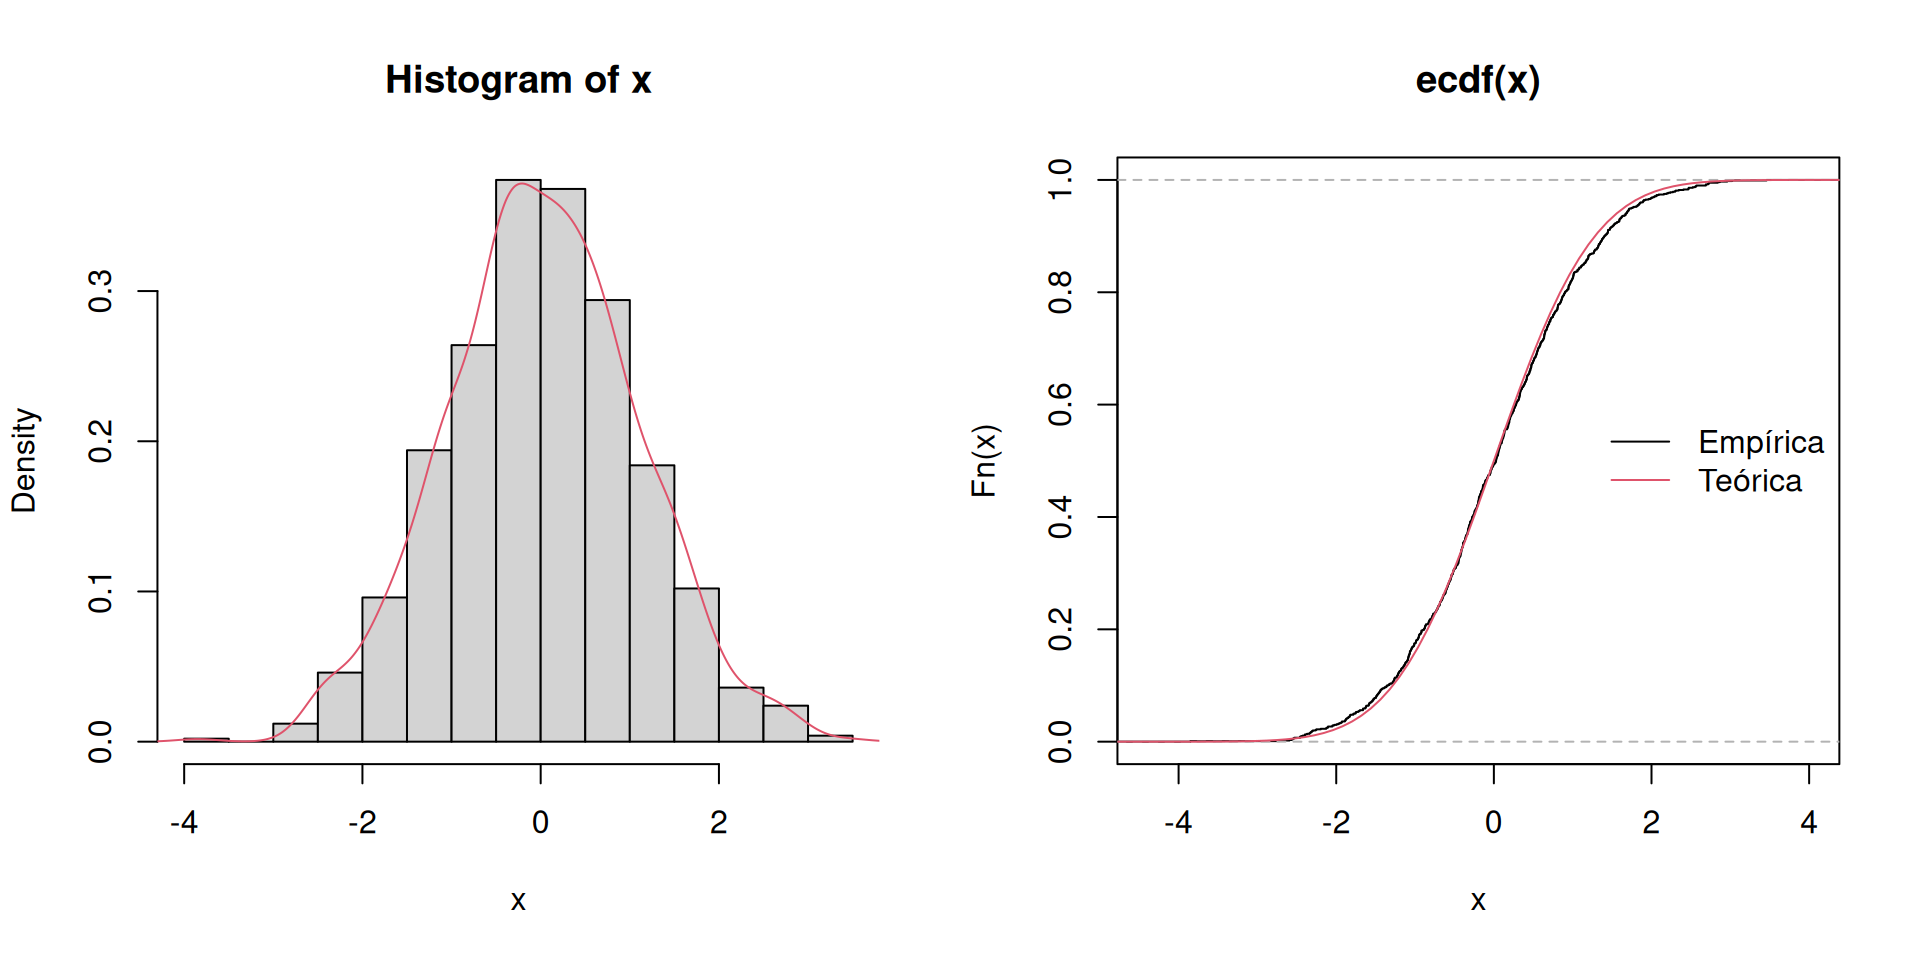 Histogram of x
Density
0.0 0.1 0.2 0.3
-4 -2 0 2
x
ecdf(x)
Fn(x)
0.0 0.2 0.4 0.6 0.8 1.0
Empírica
Teórica
-4 -2 0 2 4
x